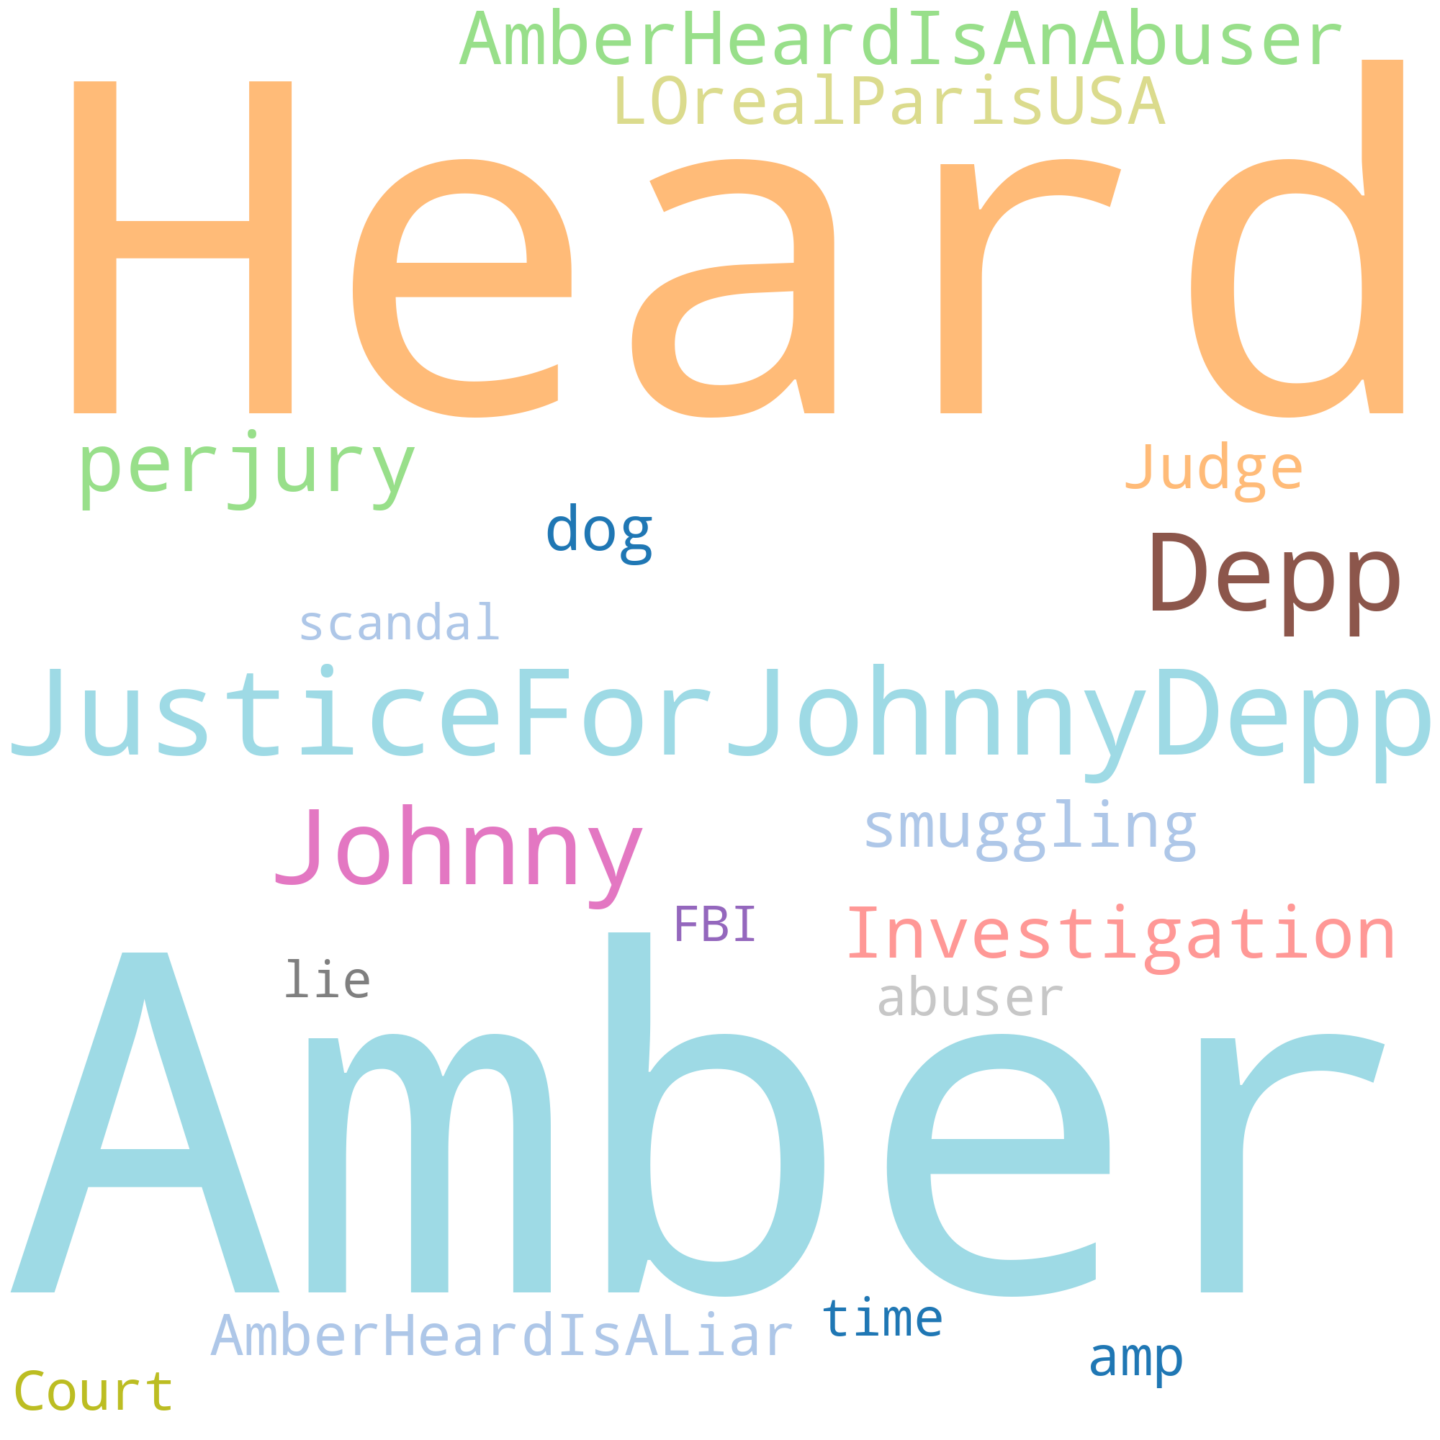 AmberHeardIsAnAbuser
LOrealParisUSA
Heard
perjury
Judge
dog
Depp
scandal
JusticeForJohnnyDepp
Johnny
smuggling
FBI
Investigation
lie
abuser
Amber
AmberHeardIsALiar
time
amp
Court